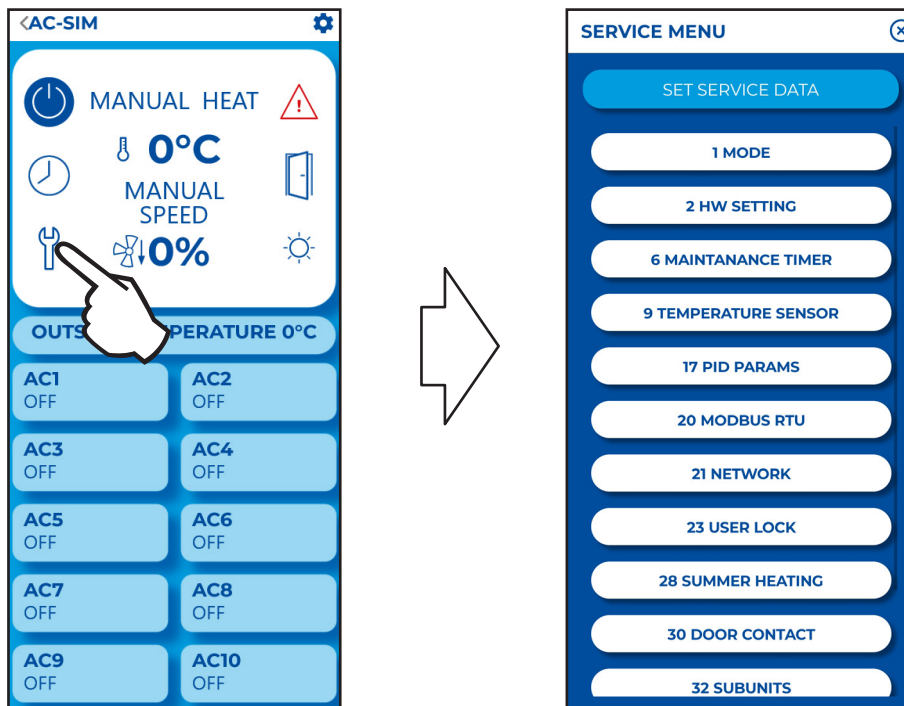 AC-SIM
MANUAL HEAT
0°C
MANUAL
SPEED
0%
OUTS PERATURE 0°C
AC1
OFF
AC2
OFF
AC3
OFF
AC4
OFF
AC5
OFF
AC6
OFF
AC7
OFF
AC8
OFF
AC9
OFF
AC10
OFF
SERVICE MENU
SET SERVICE DATA
1 MODE
2 HW SETTING
6 MAINTANANCE TIMER
9 TEMPERATURE SENSOR
17 PID PARAMS
20 MODBUS RTU
21 NETWORK
23 USER LOCK
28 SUMMER HEATING
30 DOOR CONTACT
32 SUBUNITS